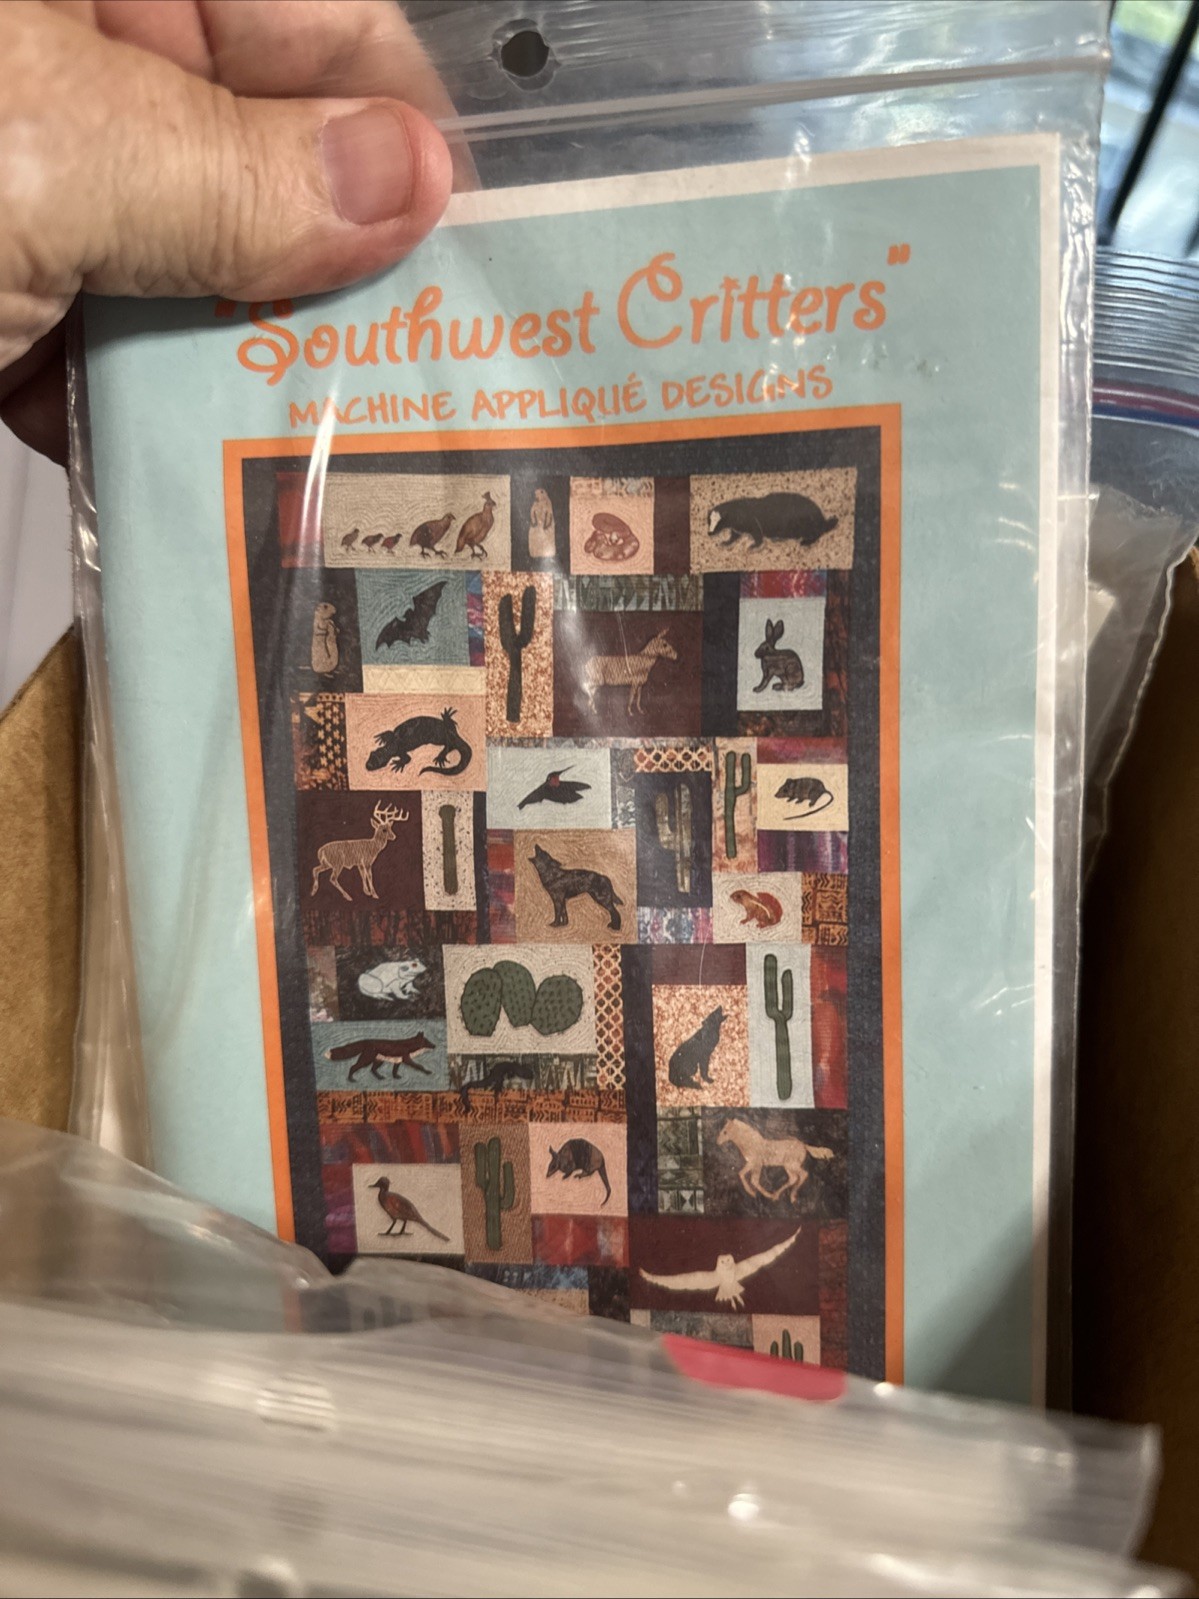 "Southwest Critters"
MACHINE APPLIQUÉ DESIGNS